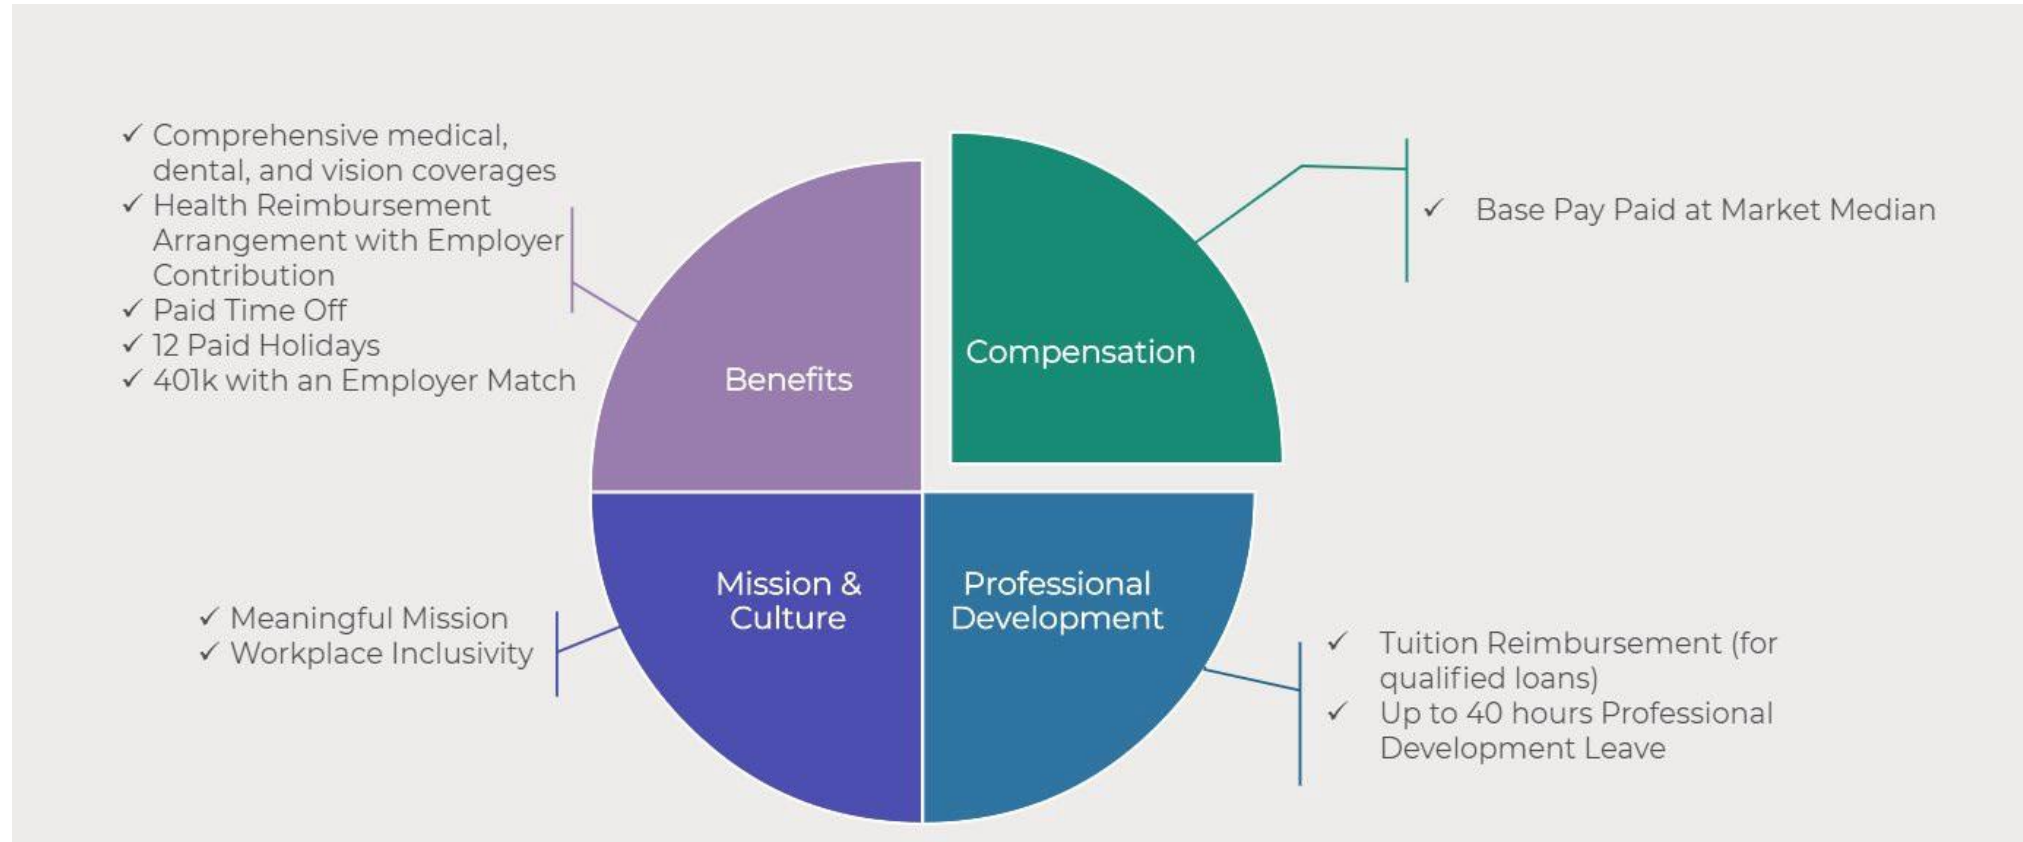 ✓ Comprehensive medical,
dental, and vision coverages
✓ Health Reimbursement
Arrangement with Employer
Contribution
✓ Paid Time Off
✓ 12 Paid Holidays
✓ 401k with an Employer Match
Benefits
Compensation
✓ Base Pay Paid at Market Median
Mission &
Culture
✓ Meaningful Mission
✓ Workplace Inclusivity
Professional
Development
✓ Tuition Reimbursement (for
qualified loans)
✓ Up to 40 hours Professional
Development Leave